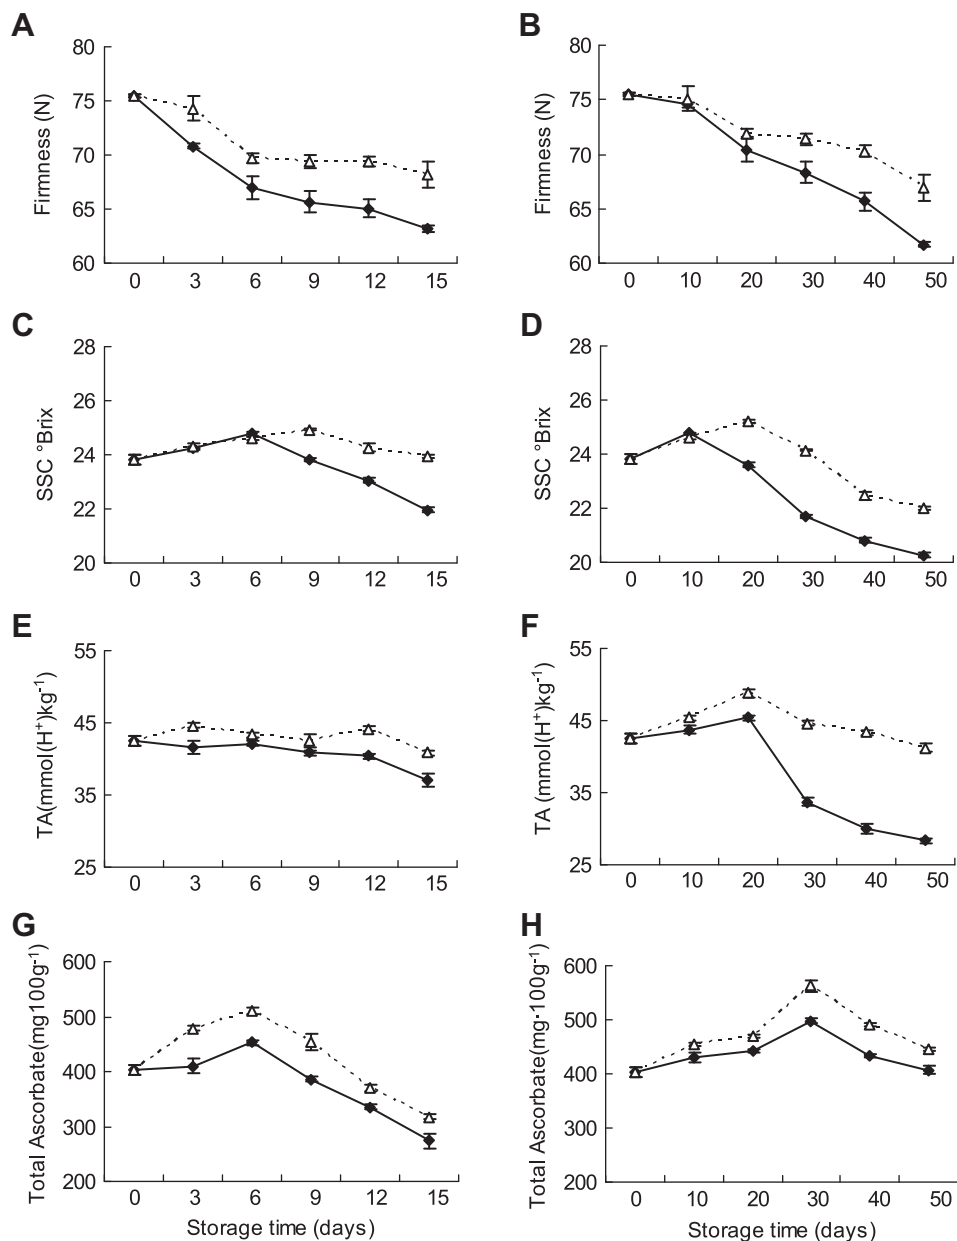 A
Firmness (N)
80
75
70
65
60
0 3 6 9 12 15
B
Firmness (N)
80
75
70
65
60
0 10 20 30 40 50
C
SSC °Brix
28
26
24
22
20
0 3 6 9 12 15
D
SSC °Brix
28
26
24
22
20
0 10 20 30 40 50
E
TA(mmol(H⁺)kg⁻¹)
55
45
35
25
0 3 6 9 12 15
F
TA (mmol(H⁺)kg⁻¹)
55
45
35
25
0 10 20 30 40 50
G
Total Ascorbate(mg100g⁻¹)
600
500
400
300
200
0 3 6 9 12 15
Storage time (days)
H
Total Ascorbate(mg·100g⁻¹)
600
500
400
300
200
0 10 20 30 40 50
Storage time (days)